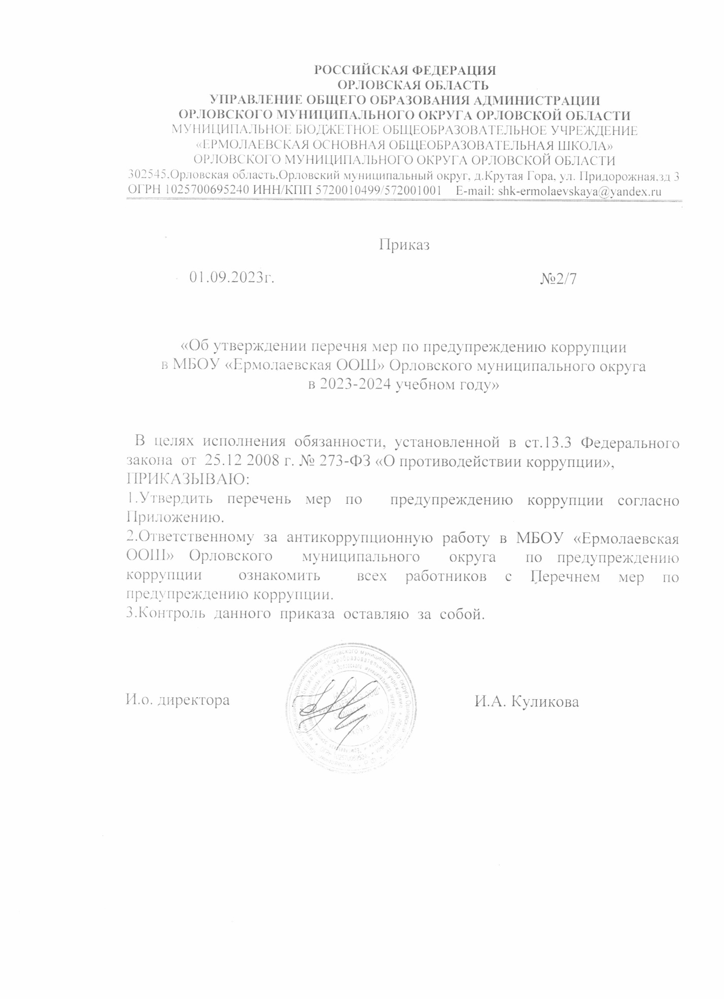 РОССИЙСКАЯ ФЕДЕРАЦИЯ
ОРЛОВСКАЯ ОБЛАСТЬ
УПРАВЛЕНИЕ ОБЩЕГО ОБРАЗОВАНИЯ АДМИНИСТРАЦИИ
ОРЛОВСКОГО МУНИЦИПАЛЬНОГО ОКРУГА ОРЛОВСКОЙ ОБЛАСТИ
МУНИЦИПАЛЬНОЕ БЮДЖЕТНОЕ ОБЩЕОБРАЗОВАТЕЛЬНОЕ УЧРЕЖДЕНИЕ
«ЕРМОЛАЕВСКАЯ ОСНОВНАЯ ОБЩЕОБРАЗОВАТЕЛЬНАЯ ШКОЛА»
ОРЛОВСКОГО МУНИЦИПАЛЬНОГО ОКРУГА ОРЛОВСКОЙ ОБЛАСТИ
302545,Орловская область,Орловский муниципальный округ, д.Крутая Гора, ул. Придорожная,зд 3
ОГРН 1025700695240 ИНН/КПП 5720010499/572001001 E-mail: shk-ermolaevskaya@yandex.ru
Приказ
01.09.2023г. №2/7
«Об утверждении перечня мер по предупреждению коррупции
в МБОУ «Ермолаевская ООШ» Орловского муниципального округа
в 2023-2024 учебном году»
В целях исполнения обязанности, установленной в ст.13.3 Федерального
закона от 25.12 2008 г. № 273-ФЗ «О противодействии коррупции»,
ПРИКАЗЫВАЮ:
1.Утвердить перечень мер по предупреждению коррупции согласно
Приложению.
2.Ответственному за антикоррупционную работу в МБОУ «Ермолаевская
ООШ» Орловского муниципального округа по предупреждению
коррупции ознакомить всех работников с Перечнем мер по
предупреждению коррупции.
3.Контроль данного приказа оставляю за собой.
И.о. директора И.А. Куликова
МБОУ
Орловского
муниципального
округа